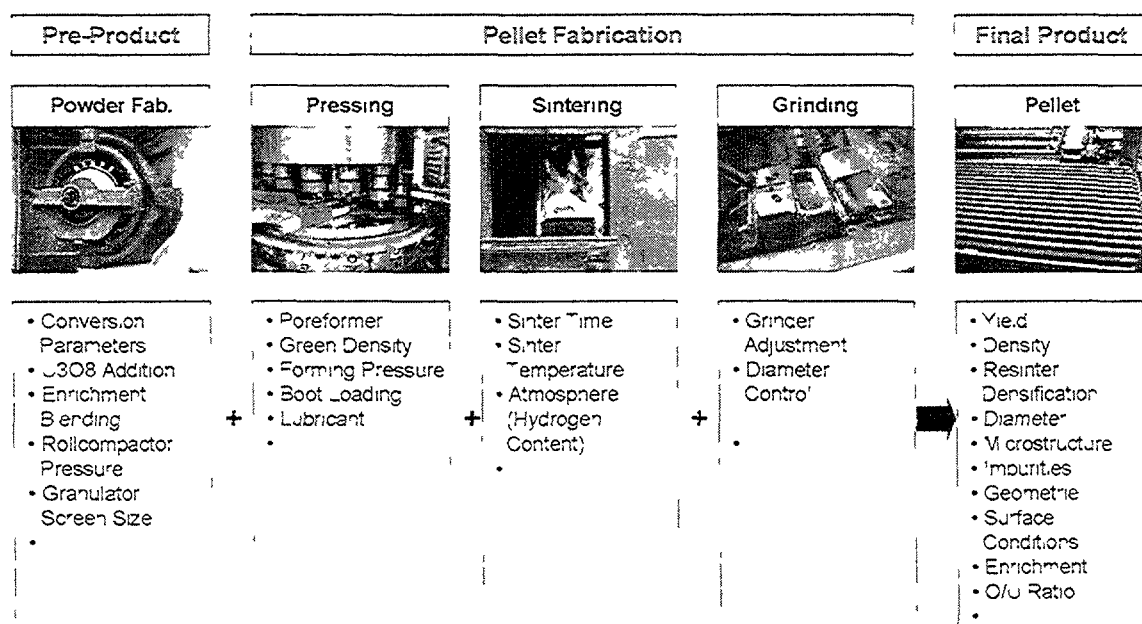 Pre-Product
Pellet Fabrication
Final Product
Powder Fab.
Pressing
Sintering
Grinding
Pellet
• Conversion
Parameters
• U3O8 Addition
• Enrichment
Blending
• Rollcompactor
Pressure
• Granulator
Screen Size
•
+
• Poreformer
• Green Density
• Forming Pressure
• Boot Loading
• Lubricant
•
+
• Sinter Time
• Sinter
Temperature
• Atmosphere
(Hydrogen
Content)
•
+
• Grinder
Adjustment
• Diameter
Control
•
• Yield
• Density
• Resinter
Densification
• Diameter
• Microstructure
• Impurities
• Geometrie
• Surface
Conditions
• Enrichment
• O/U Ratio
•